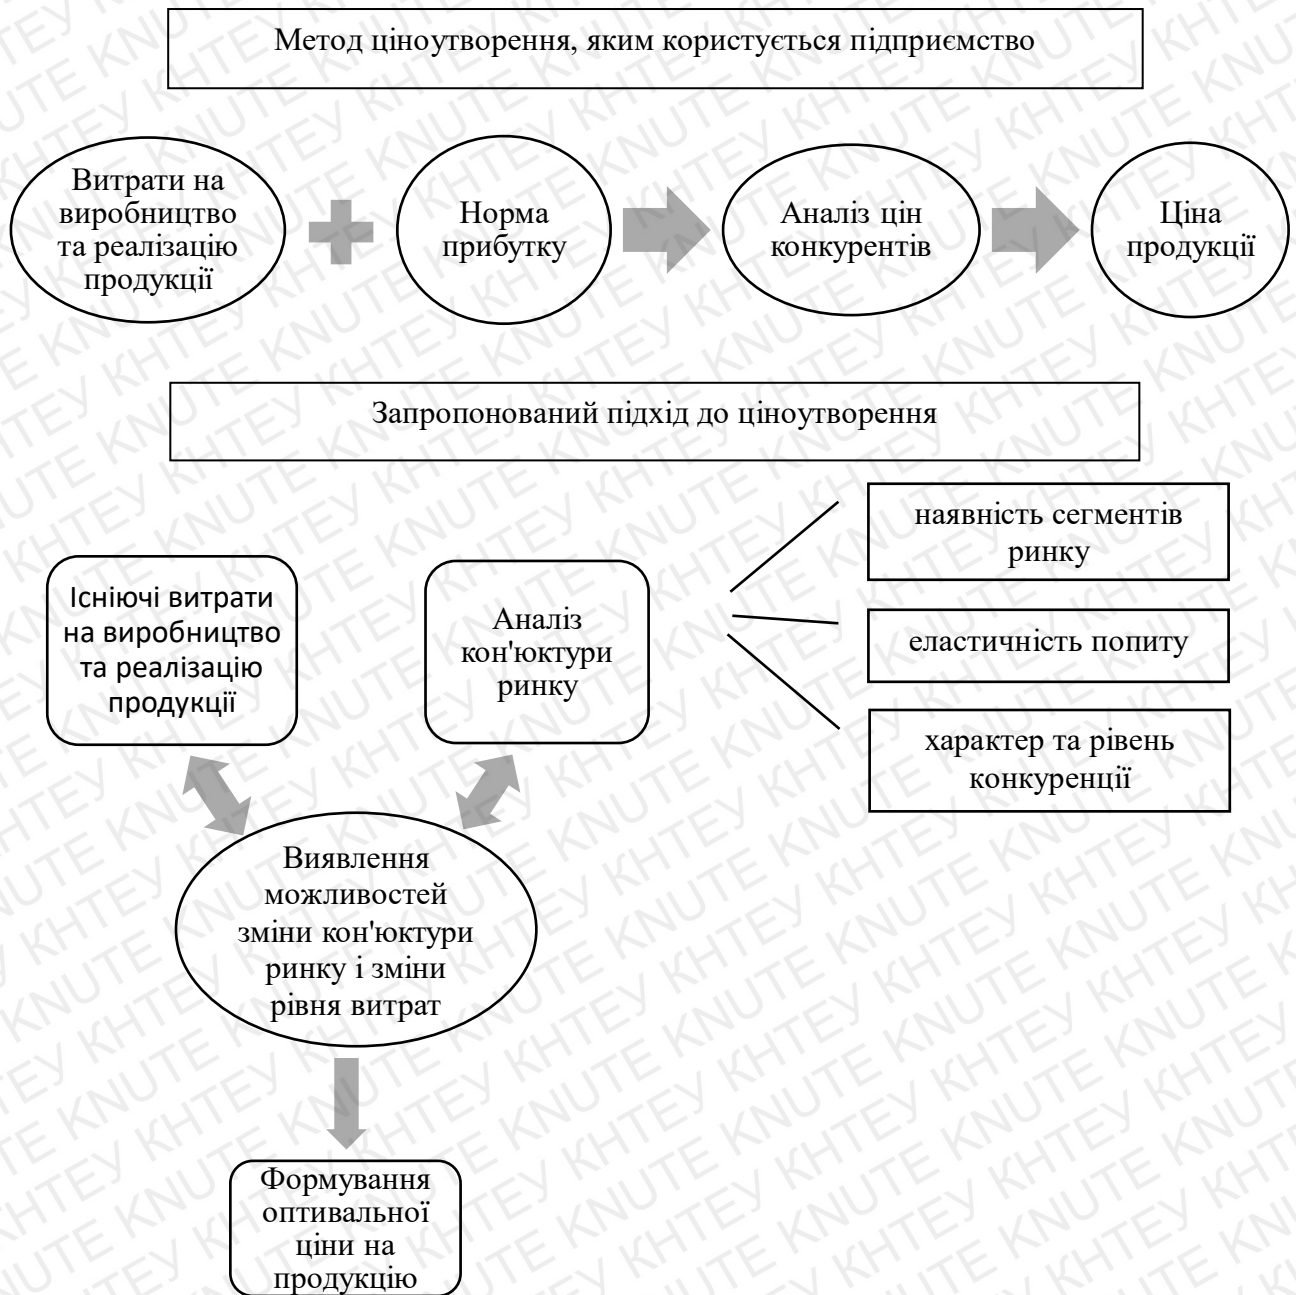 Метод ціноутворення, яким користується підприємство
Витрати на
виробництво
та реалізацію
продукції
Норма
прибутку
Аналіз цін
конкурентів
Ціна
продукції
Запропонований підхід до ціноутворення
Існіючі витрати
на виробництво
та реалізацію
продукції
Аналіз
кон'юктури
ринку
наявність сегментів
ринку
еластичність попиту
характер та рівень
конкуренції
Виявлення
можливостей
зміни кон'юктури
ринку і зміни
рівня витрат
Формування
оптивальної
ціни на
продукцію